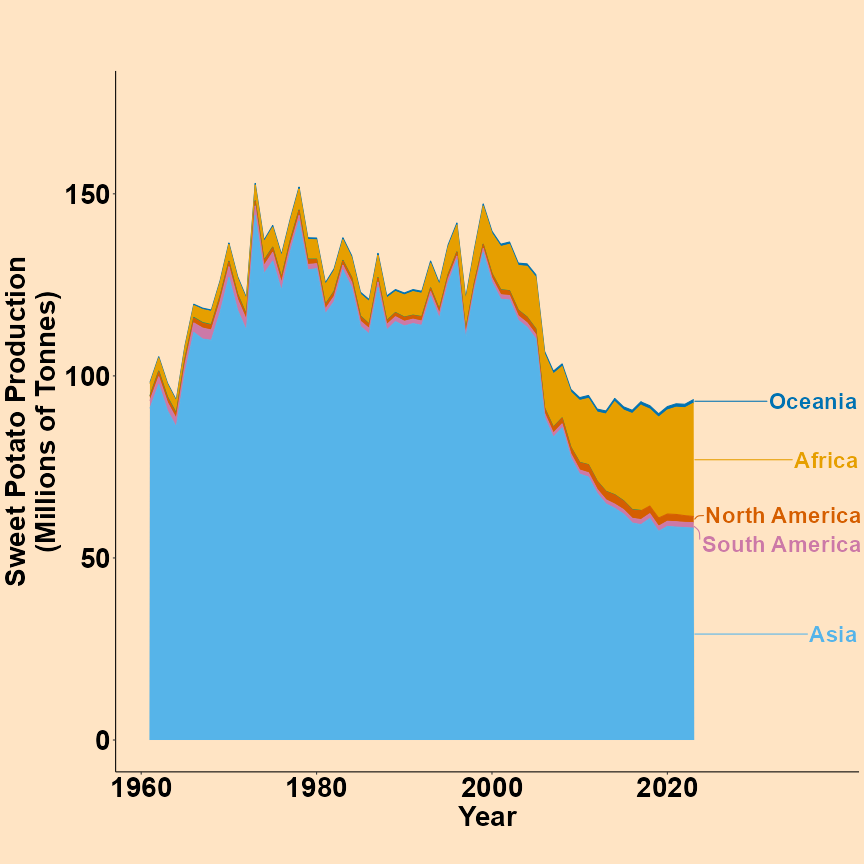 Sweet Potato Production
(Millions of Tonnes)
150
100
50
0
1960
1980
2000
2020
Year
Oceania
Africa
North America
South America
Asia